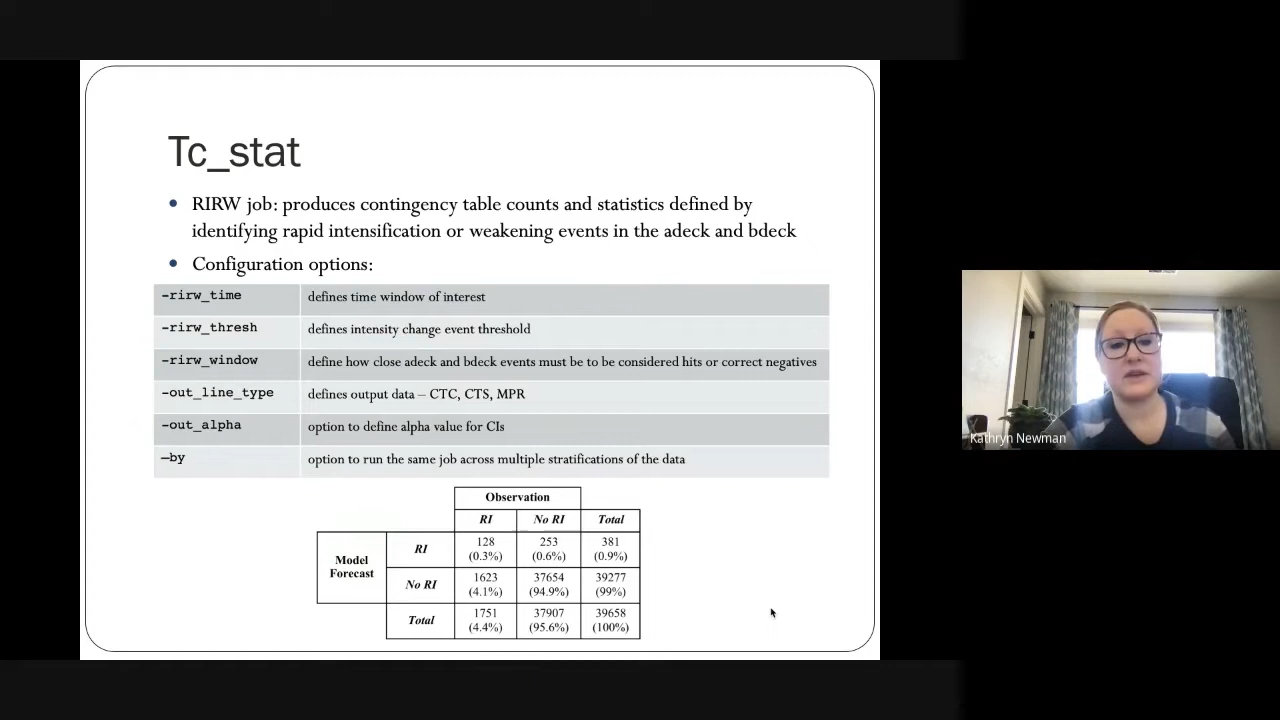 Tc_stat
• RIRW job: produces contingency table counts and statistics defined by
identifying rapid intensification or weakening events in the adeck and bdeck
• Configuration options:
-rirw_time defines time window of interest
-rirw_thresh defines intensity change event threshold
-rirw_window define how close adeck and bdeck events must be to be considered hits or correct negatives
-out_line_type defines output data – CTC, CTS, MPR
-out_alpha option to define alpha value for CIs
—by option to run the same job across multiple stratifications of the data
Observation
RI No RI Total
Model
Forecast
RI
128 253 381
(0.3%) (0.6%) (0.9%)
No RI
1623 37654 39277
(4.1%) (94.9%) (99%)
Total
1751 37907 39658
(4.4%) (95.6%) (100%)
Kathryn Newman